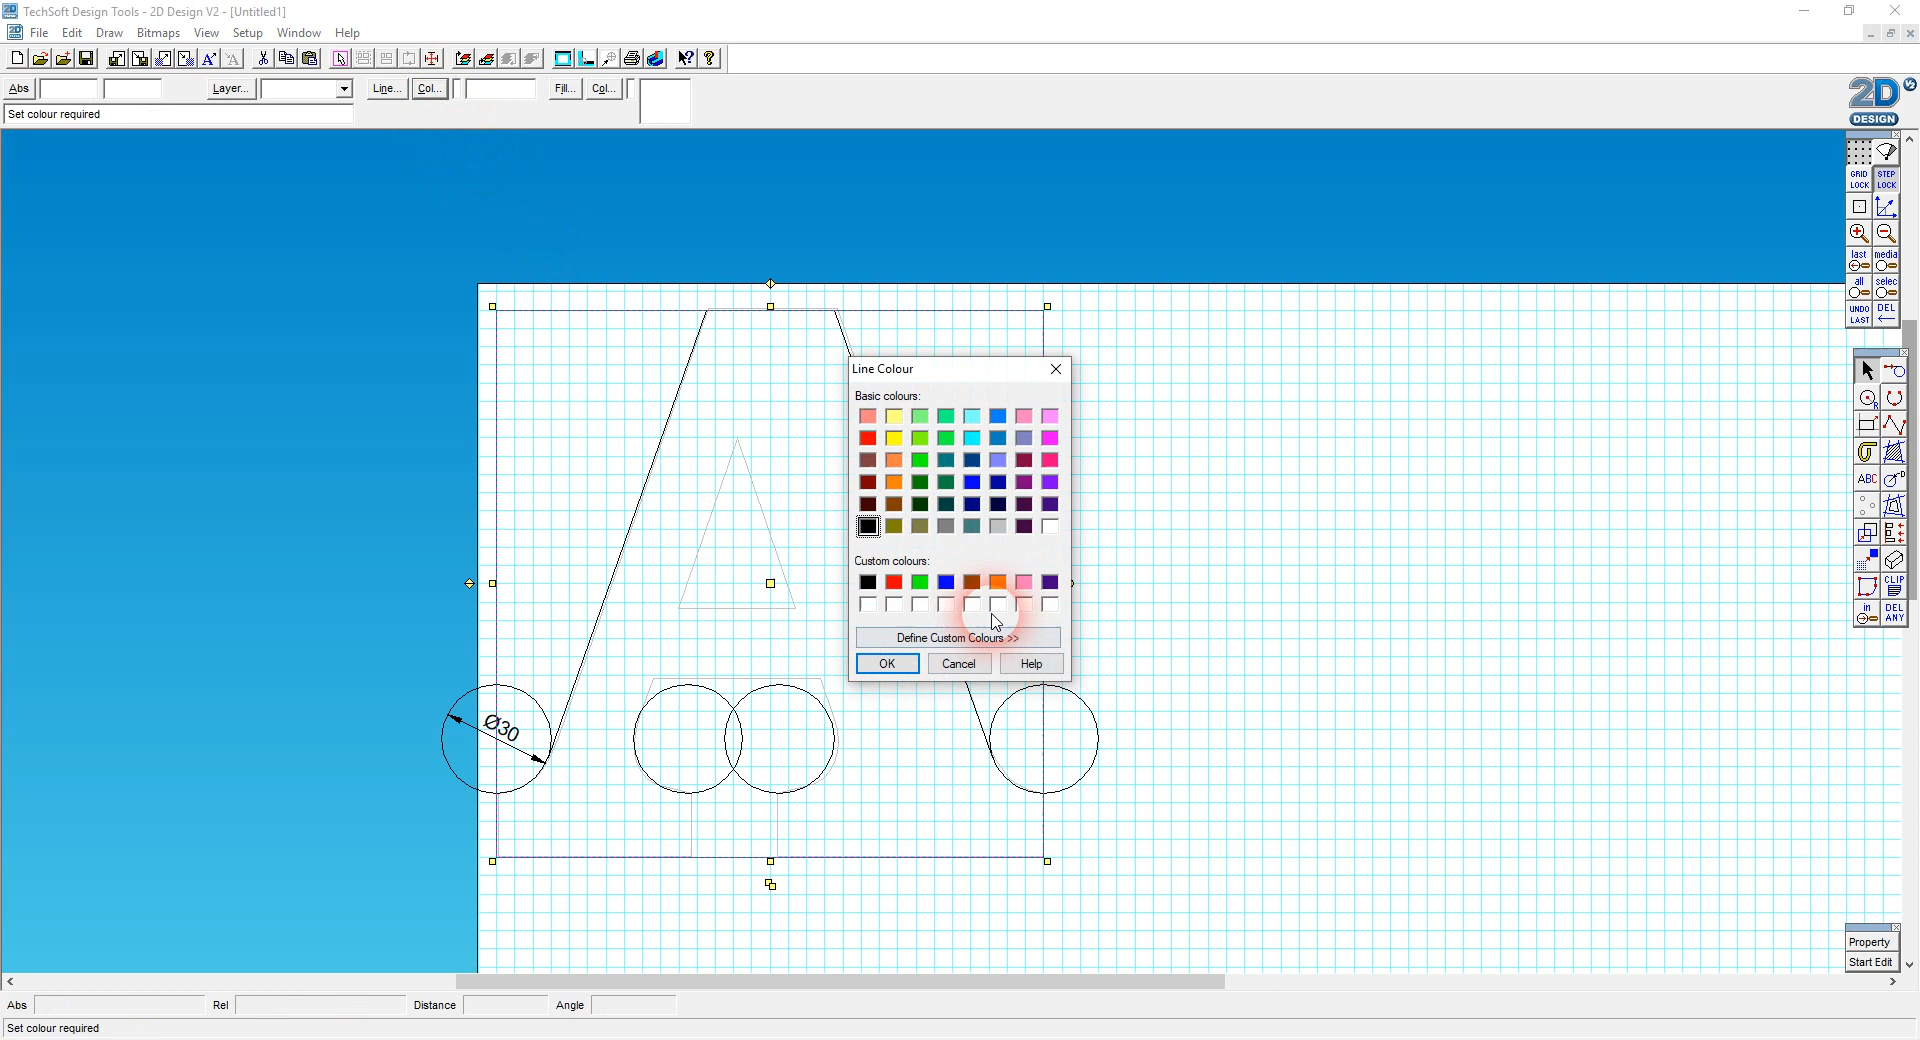 TechSoft Design Tools - 2D Design V2 - [Untitled1]
File Edit Draw Bitmaps View Setup Window Help
Abs Layer... Line... Col... Fill... Col...
Set colour required
2D V2
DESIGN
GRID LOCK STEP LOCK
last media
all selec
UNDO LAST DEL
Line Colour
Basic colours:
Custom colours:
Define Custom Colours >>
OK Cancel Help
Ø30
ABC
CLIP
in DEL ANY
Property
Start Edit
Abs Rel Distance Angle
Set colour required